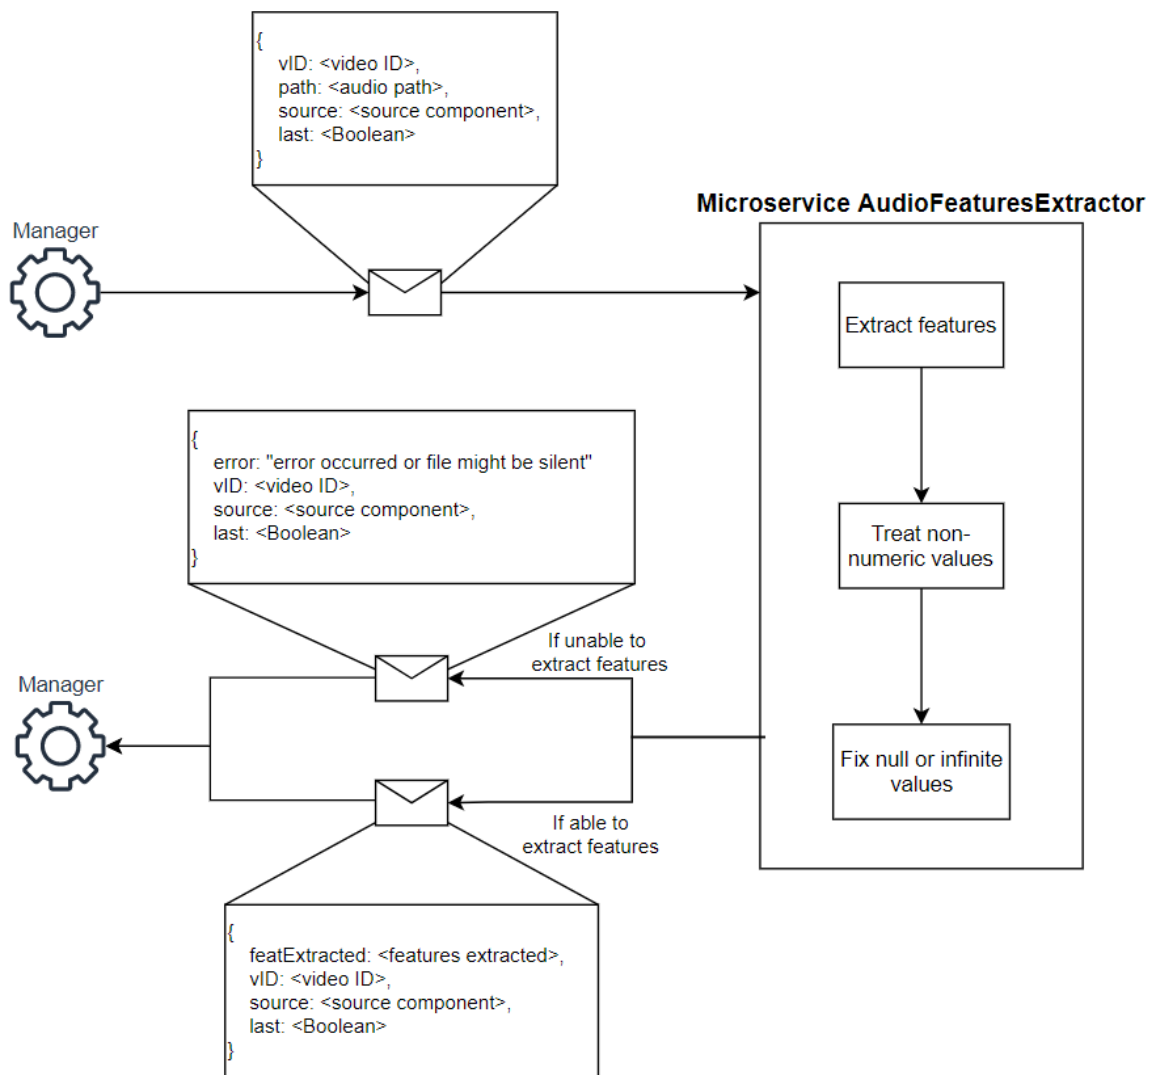 {
vID: <video ID>,
path: <audio path>,
source: <source component>,
last: <Boolean>
}
Microservice AudioFeaturesExtractor
Manager
Extract features
{
error: "error occurred or file might be silent"
vID: <video ID>,
source: <source component>,
last: <Boolean>
}
Treat non-
numeric values
If unable to
extract features
Manager
Fix null or infinite
values
If able to
extract features
{
featExtracted: <features extracted>,
vID: <video ID>,
source: <source component>,
last: <Boolean>
}